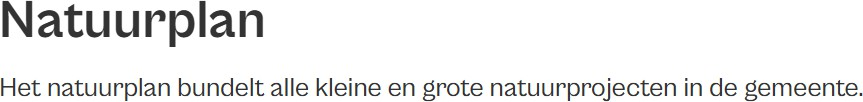 Natuurplan
Het natuurplan bundelt alle kleine en grote natuurprojecten in de gemeente.